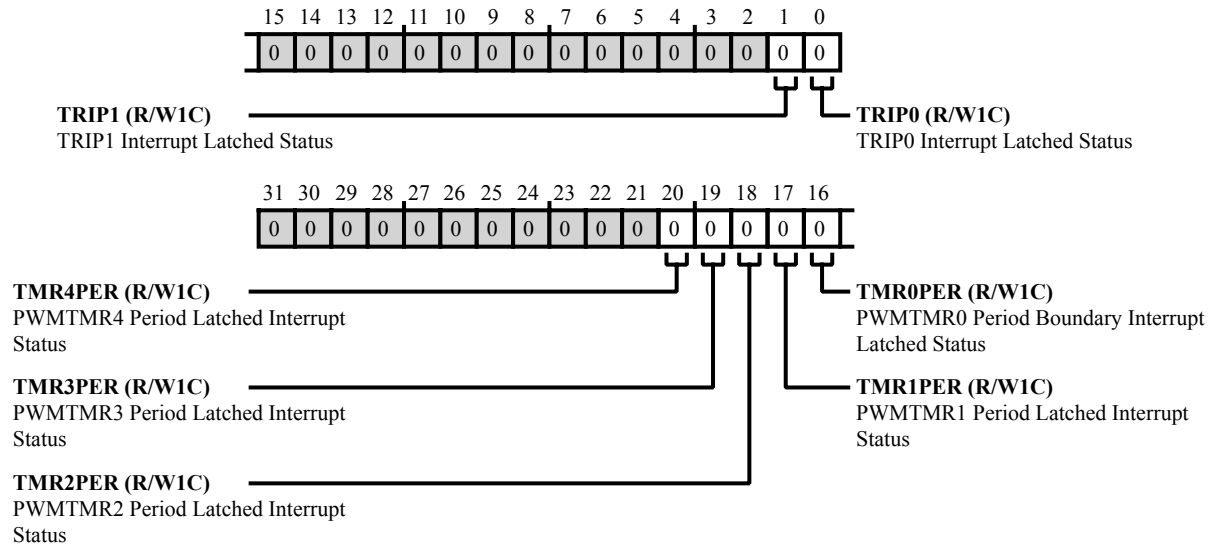 15 14 13 12 11 10 9 8 7 6 5 4 3 2 1 0
0 0 0 0 0 0 0 0 0 0 0 0 0 0 0 0
TRIP1 (R/W1C)
TRIP1 Interrupt Latched Status
TRIP0 (R/W1C)
TRIP0 Interrupt Latched Status
31 30 29 28 27 26 25 24 23 22 21 20 19 18 17 16
0 0 0 0 0 0 0 0 0 0 0 0 0 0 0 0
TMR4PER (R/W1C)
PWMTMR4 Period Latched Interrupt
Status
TMR0PER (R/W1C)
PWMTMR0 Period Boundary Interrupt
Latched Status
TMR3PER (R/W1C)
PWMTMR3 Period Latched Interrupt
Status
TMR1PER (R/W1C)
PWMTMR1 Period Latched Interrupt
Status
TMR2PER (R/W1C)
PWMTMR2 Period Latched Interrupt
Status